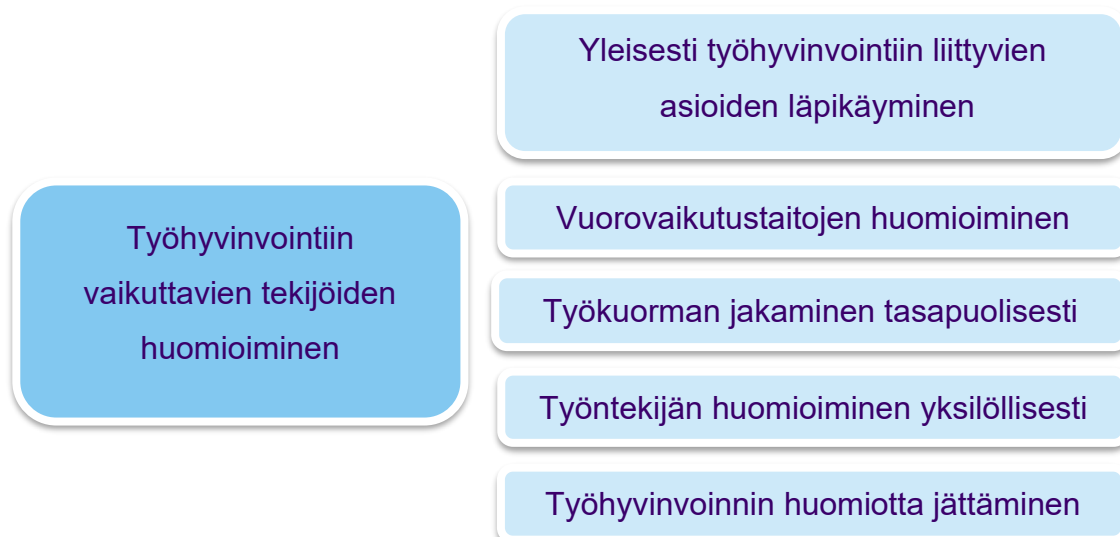 Yleisesti työhyvinvointiin liittyvien
asioiden läpikäyminen
Työhyvinvointiin
vaikuttavien tekijöiden
huomioiminen
Vuorovaikutustaitojen huomioiminen
Työkuorman jakaminen tasapuolisesti
Työntekijän huomioiminen yksilöllisesti
Työhyvinvoinnin huomiotta jättäminen